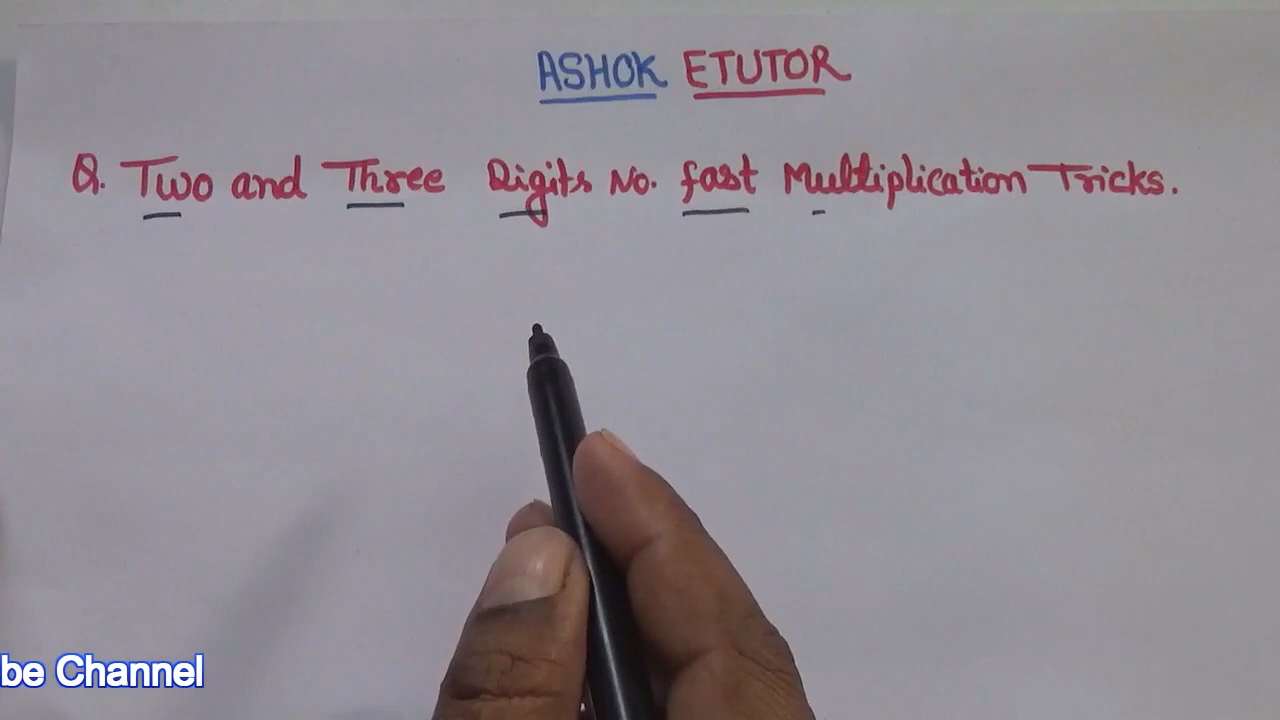 ASHOK ETUTOR
Q. Two and Three Digits No. fast Multiplication Tricks.
be Channel